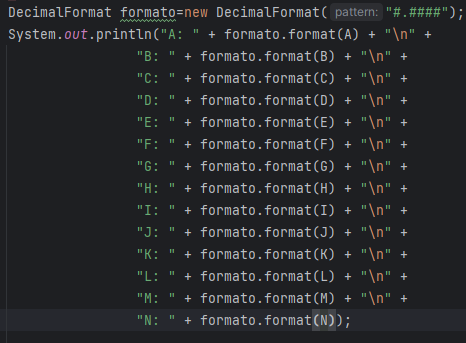 DecimalFormat formato=new DecimalFormat( pattern: "#.####");
System.out.println("A: " + formato.format(A) + "\n" +
"B: " + formato.format(B) + "\n" +
"C: " + formato.format(C) + "\n" +
"D: " + formato.format(D) + "\n" +
"E: " + formato.format(E) + "\n" +
"F: " + formato.format(F) + "\n" +
"G: " + formato.format(G) + "\n" +
"H: " + formato.format(H) + "\n" +
"I: " + formato.format(I) + "\n" +
"J: " + formato.format(J) + "\n" +
"K: " + formato.format(K) + "\n" +
"L: " + formato.format(L) + "\n" +
"M: " + formato.format(M) + "\n" +
"N: " + formato.format(N));